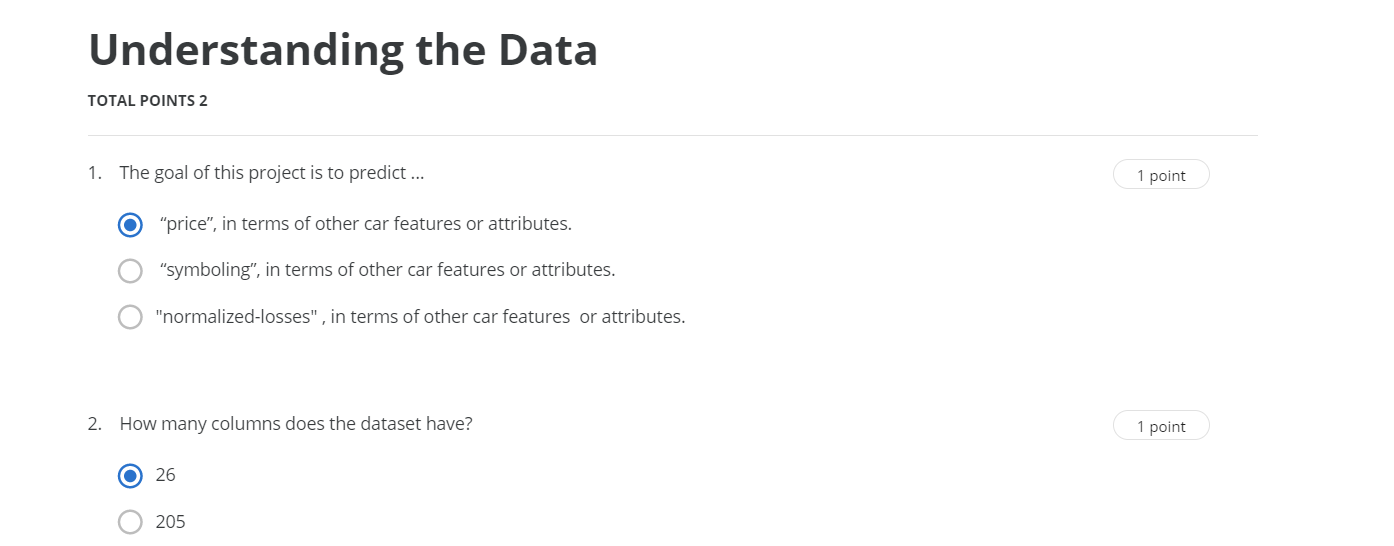 Understanding the Data
TOTAL POINTS 2
1. The goal of this project is to predict ...
1 point
“price”, in terms of other car features or attributes.
“symboling”, in terms of other car features or attributes.
"normalized-losses" , in terms of other car features  or attributes.
2. How many columns does the dataset have?
1 point
26
205